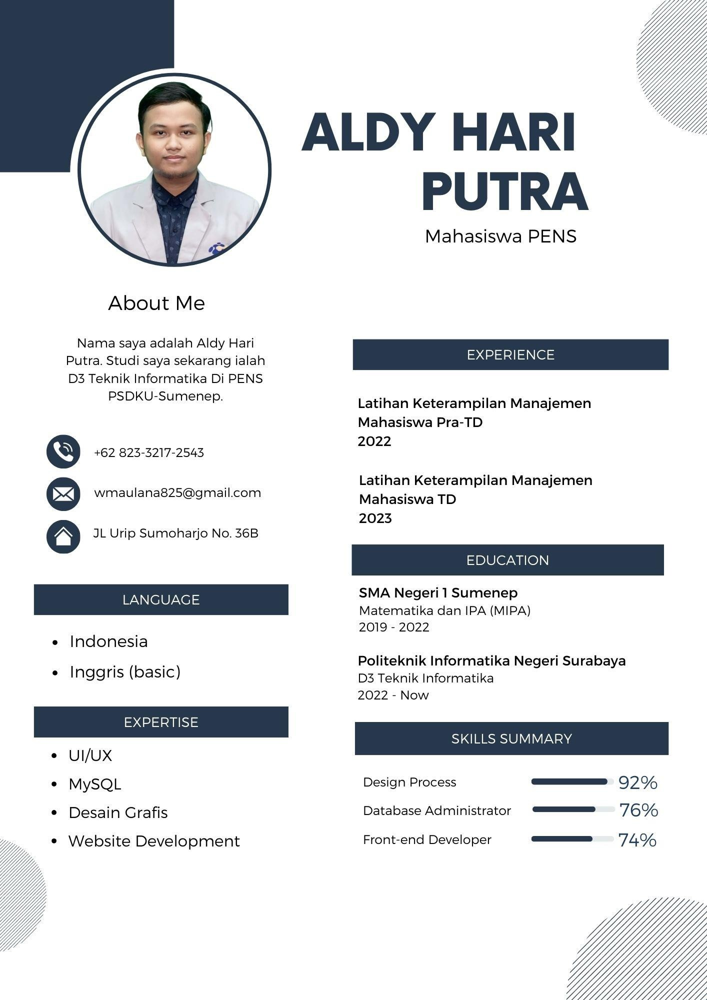 ALDY HARI
PUTRA
Mahasiswa PENS
About Me
Nama saya adalah Aldy Hari
Putra. Studi saya sekarang ialah
D3 Teknik Informatika Di PENS
PSDKU-Sumenep.
+62 823-3217-2543
wmaulana825@gmail.com
JL Urip Sumoharjo No. 36B
LANGUAGE
• Indonesia
• Inggris (basic)
EXPERTISE
• UI/UX
• MySQL
• Desain Grafis
• Website Development
EXPERIENCE
Latihan Keterampilan Manajemen
Mahasiswa Pra-TD
2022
Latihan Keterampilan Manajemen
Mahasiswa TD
2023
EDUCATION
SMA Negeri 1 Sumenep
Matematika dan IPA (MIPA)
2019 - 2022
Politeknik Informatika Negeri Surabaya
D3 Teknik Informatika
2022 - Now
SKILLS SUMMARY
Design Process 92%
Database Administrator 76%
Front-end Developer 74%